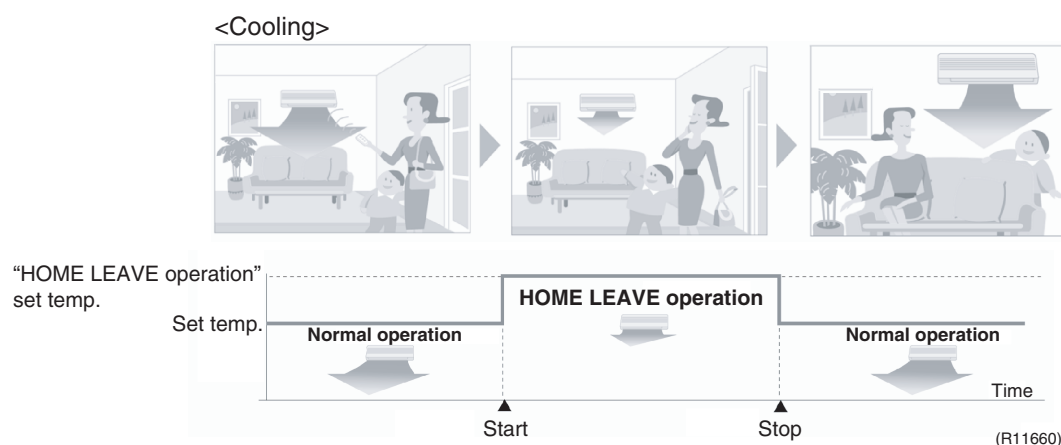 <Cooling>
“HOME LEAVE operation”
set temp.
HOME LEAVE operation
Set temp.
Normal operation
Normal operation
Time
Start
Stop
(R11660)